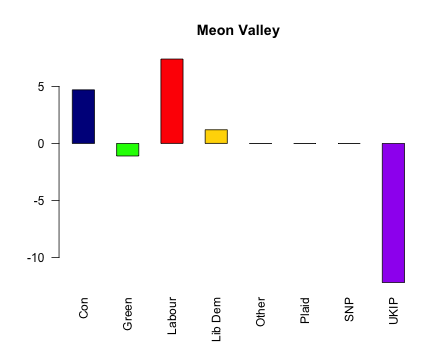 Meon Valley
5
0
-5
-10
Con
Green
Labour
Lib Dem
Other
Plaid
SNP
UKIP